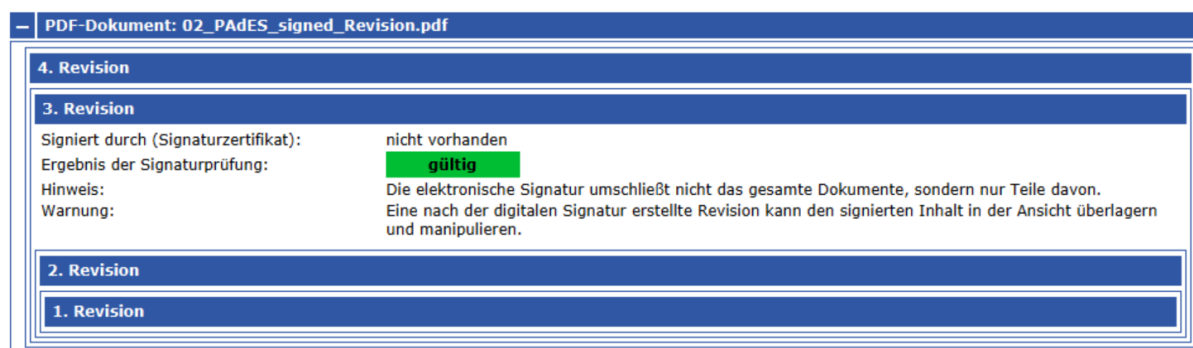 PDF-Dokument: 02_PAdES_signed_Revision.pdf
4. Revision
3. Revision
Signiert durch (Signaturzertifikat): nicht vorhanden
Ergebnis der Signaturprüfung: gültig
Hinweis: Die elektronische Signatur umschließt nicht das gesamte Dokumente, sondern nur Teile davon.
Warnung: Eine nach der digitalen Signatur erstellte Revision kann den signierten Inhalt in der Ansicht überlagern
und manipulieren.
2. Revision
1. Revision